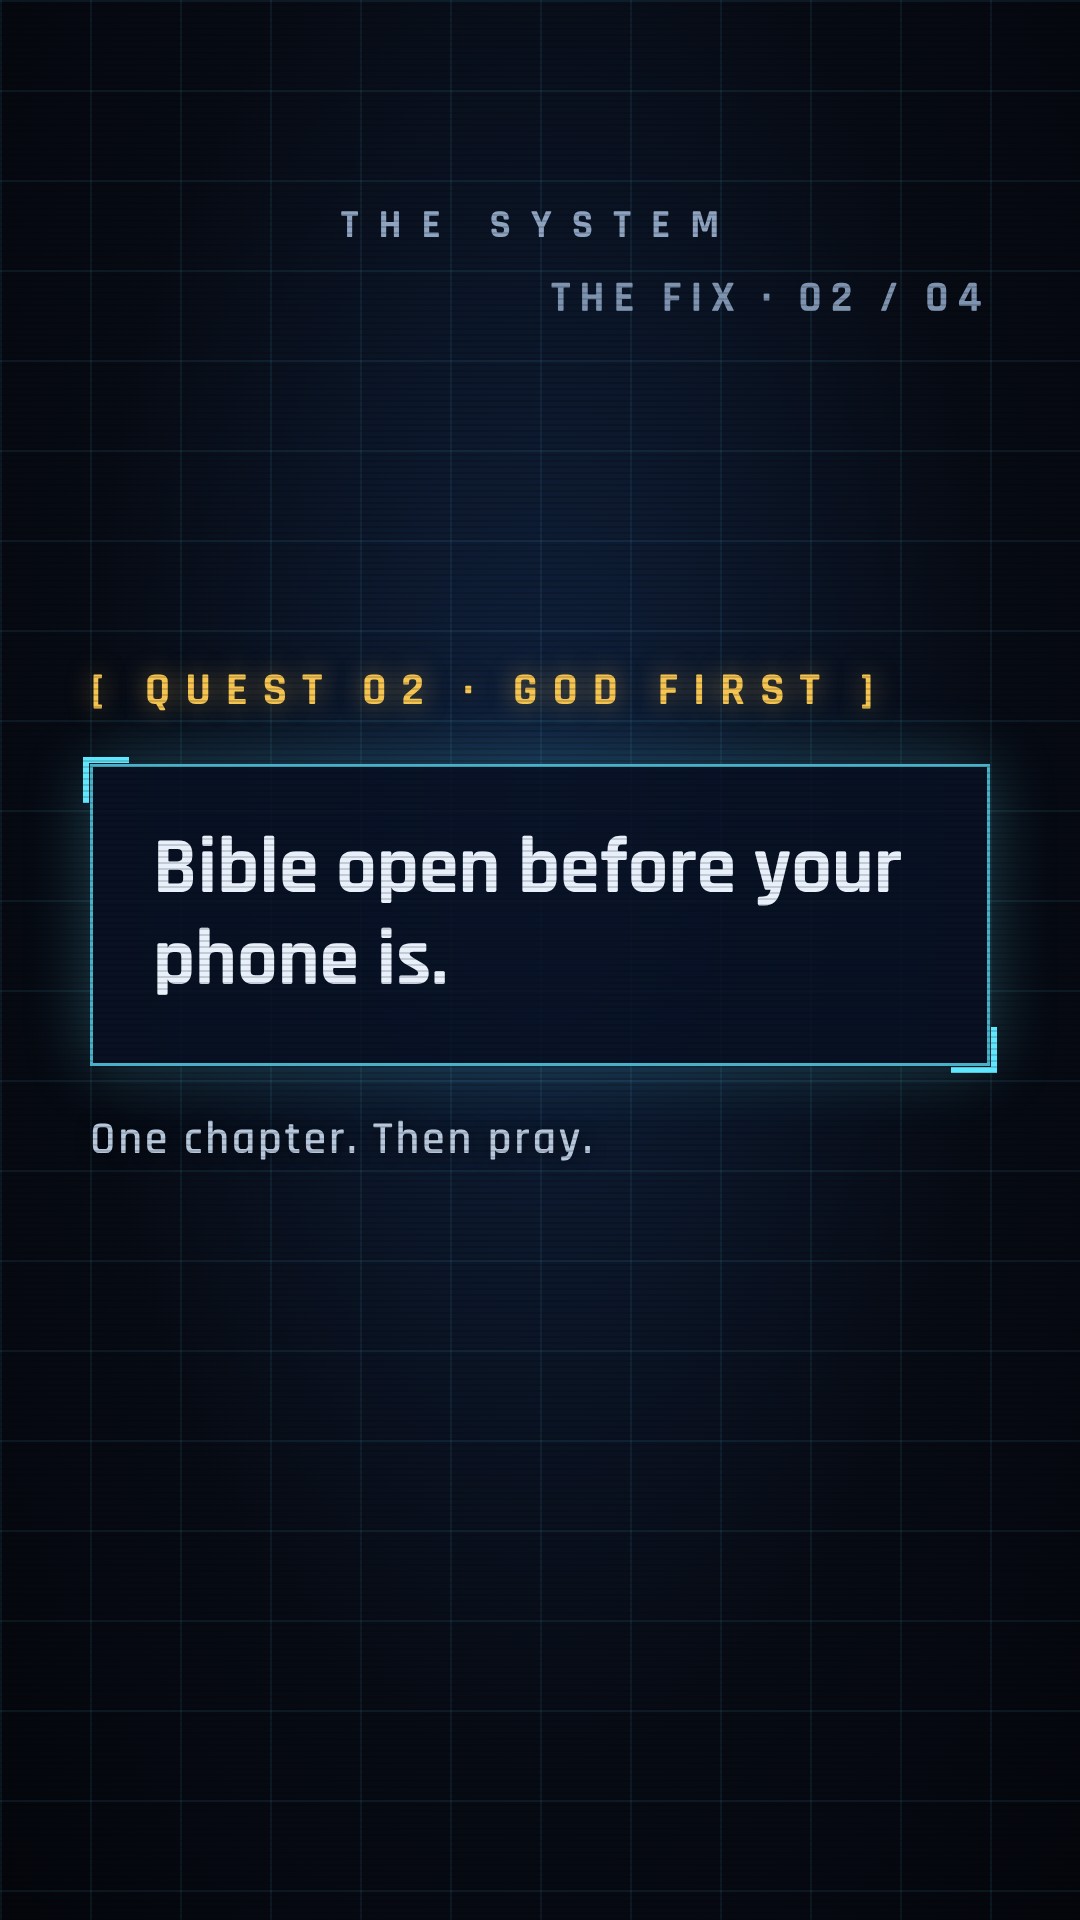 THE SYSTEM
THE FIX · 02 / 04
[ QUEST 02 · GOD FIRST ]
Bible open before your
phone is.
One chapter. Then pray.